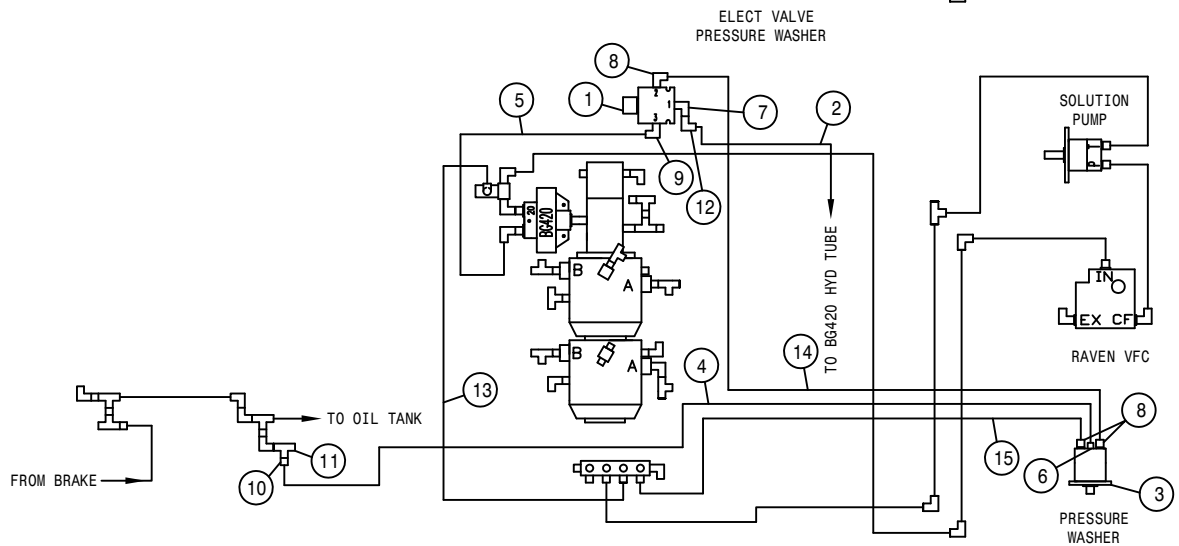 ELECT VALVE
PRESSURE WASHER
8
2
1
1
3
7
5
2
9
12
SOLUTION
PUMP
P
20
BG420
B
A
B
A
TO BG420 HYD TUBE
IN
EX CF
RAVEN VFC
14
4
13
TO OIL TANK
11
10
FROM BRAKE
15
8
6
3
PRESSURE
WASHER